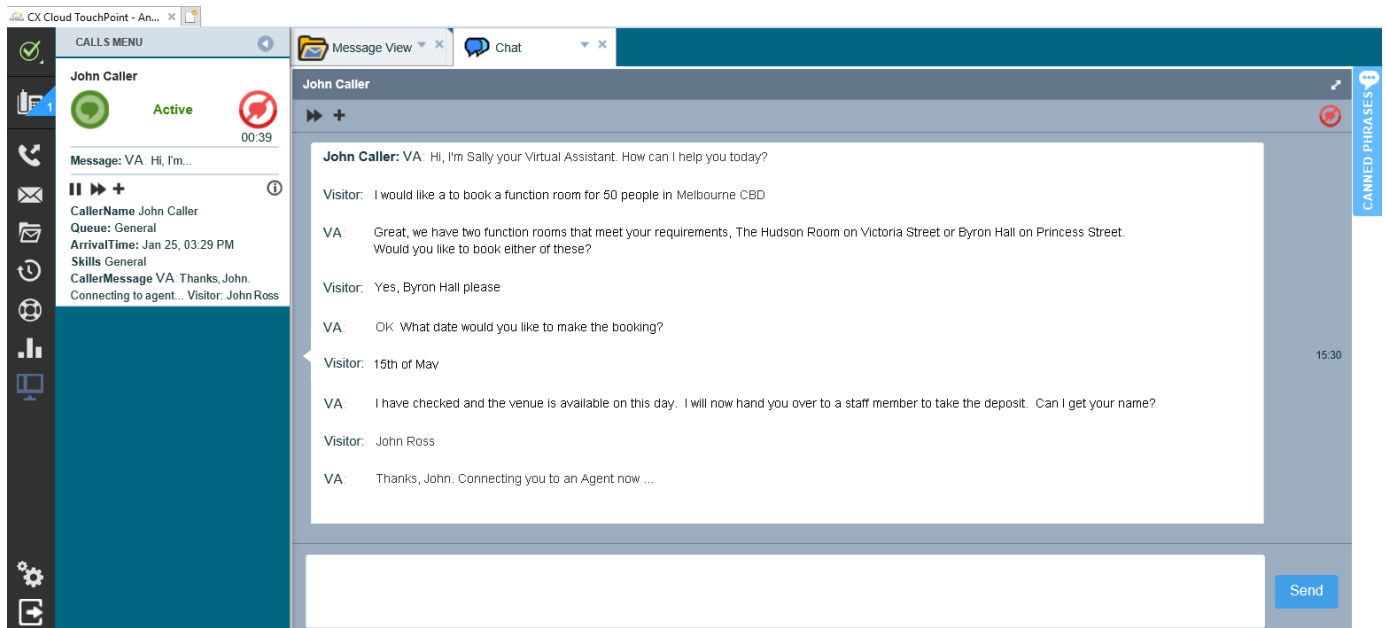 CX Cloud TouchPoint - An...
CALLS MENU
Message View
Chat
John Caller
Active
00:39
Message: VA: Hi, I'm...
CallerName John Caller
Queue: General
ArrivalTime: Jan 25, 03:29 PM
Skills General
CallerMessage VA: Thanks, John.
Connecting to agent... Visitor: John Ross
1
John Caller
CANNED PHRASES
John Caller: VA: Hi, I'm Sally your Virtual Assistant. How can I help you today?
Visitor: I would like a to book a function room for 50 people in Melbourne CBD
VA: Great, we have two function rooms that meet your requirements, The Hudson Room on Victoria Street or Byron Hall on Princess Street.
Would you like to book either of these?
Visitor: Yes, Byron Hall please
VA: OK What date would you like to make the booking?
Visitor: 15th of May
15:30
VA: I have checked and the venue is available on this day. I will now hand you over to a staff member to take the deposit. Can I get your name?
Visitor: John Ross
VA: Thanks, John. Connecting you to an Agent now ...
Send